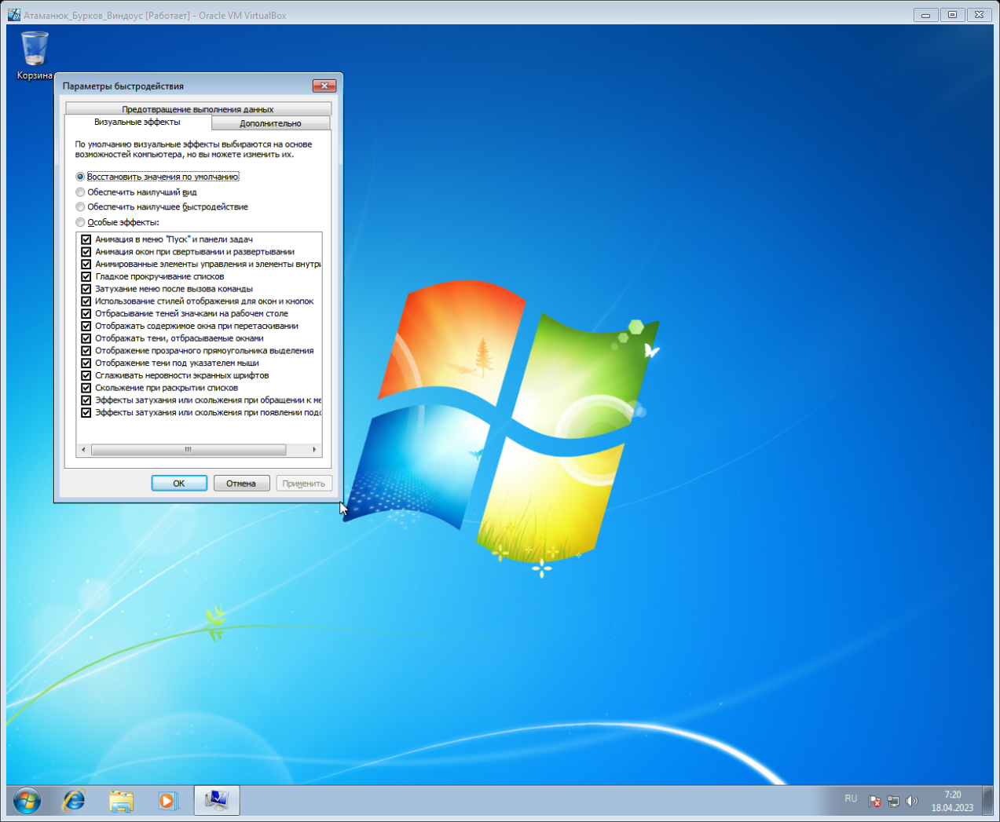 Атаманюк_Бурков_Виндоус [Работает] - Oracle VM VirtualBox
Корзина
Параметры быстродействия
Предотвращение выполнения данных
Визуальные эффекты
Дополнительно
По умолчанию визуальные эффекты выбираются на основе
возможностей компьютера, но вы можете изменить их.
Восстановить значения по умолчанию
Обеспечить наилучший вид
Обеспечить наилучшее быстродействие
Особые эффекты:
Анимация в меню "Пуск" и панели задач
Анимация окон при свертывании и развертывании
Анимированные элементы управления и элементы внутри
Гладкое прокручивание списков
Затухание меню после вызова команды
Использование стилей отображения для окон и кнопок
Отбрасывание теней значками на рабочем столе
Отображать содержимое окна при перетаскивании
Отображать тени, отбрасываемые окнами
Отображение прозрачного прямоугольника выделения
Отображение тени под указателем мыши
Сглаживать неровности экранных шрифтов
Скольжение при раскрытии списков
Эффекты затухания или скольжения при обращении к ме
Эффекты затухания или скольжения при появлении подс
ОК
Отмена
Применить
RU
7:20
18.04.2023